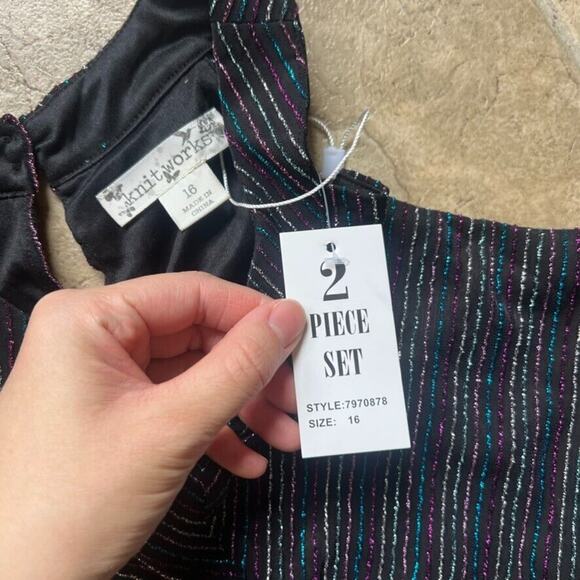 knitworks
16
MADE IN
CHINA
2
PIECE
SET
STYLE:7970878
SIZE: 16